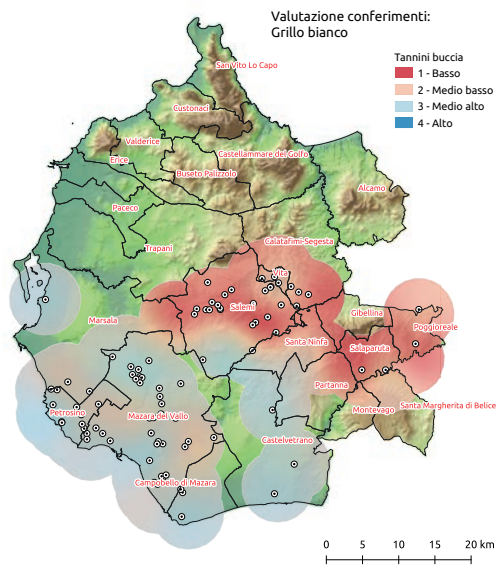 Valutazione conferimenti:
Grillo bianco
Tannini buccia
1 - Basso
2 - Medio basso
3 - Medio alto
4 - Alto
San Vito Lo Capo
Custonaci
Valderice
Erice
Castellammare del Golfo
Buseto Palizzolo
Alcamo
Paceco
Trapani
Calatafimi-Segesta
Vita
Salemi
Gibellina
Marsala
Poggioreale
Santa Ninfa
Salaparuta
Partanna
Petrosino
Mazara del Vallo
Montevago
Santa Margherita di Belice
Castelvetrano
Campobello di Mazara
0 5 10 15 20 km